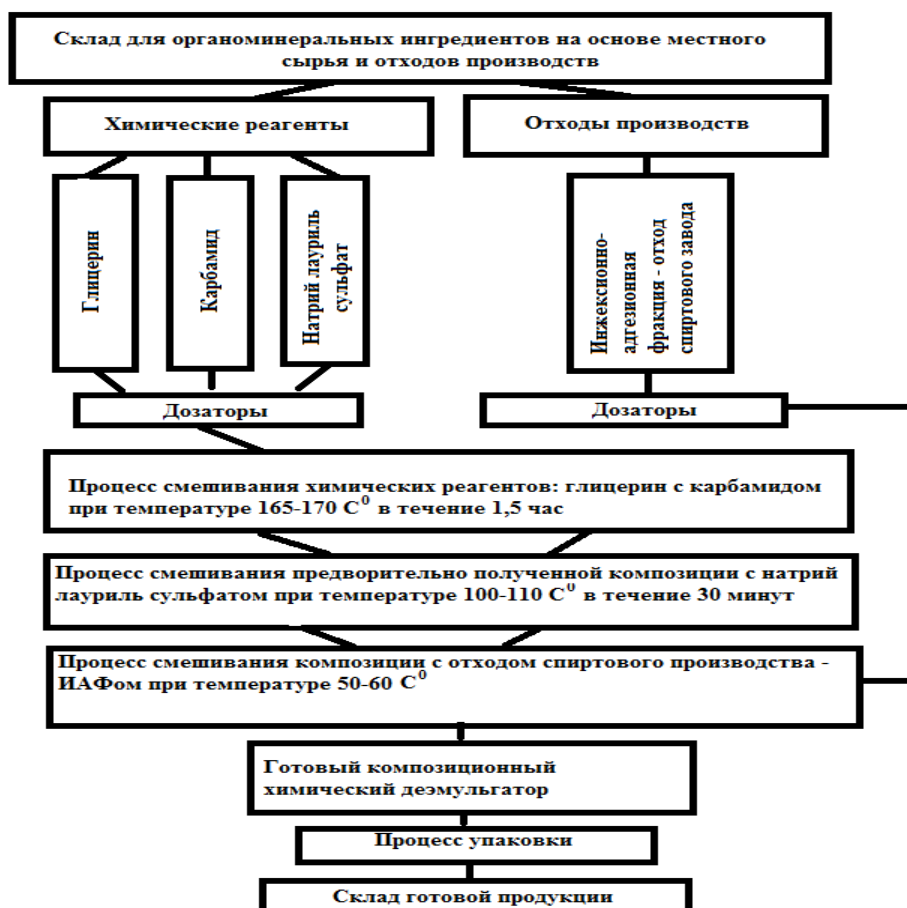 Склад для органоминеральных ингредиентов на основе местного
сырья и отходов производств
Химические реагенты
Отходы производств
Глицерин
Карбамид
Натрий лауриль
сульфат
Инжексионно-
адгезионная
фракция - отход
спиртового завода
Дозаторы
Дозаторы
Процесс смешивания химических реагентов: глицерин с карбамидом
при температуре 165-170 С⁰ в течение 1,5 час
Процесс смешивания предворительно полученной композиции с натрий
лауриль сульфатом при температуре 100-110 С⁰ в течение 30 минут
Процесс смешивания композиции с отходом спиртового производства -
ИАФом при температуре 50-60 С⁰
Готовый композиционный
химический деэмульгатор
Процесс упаковки
Склад готовой продукции